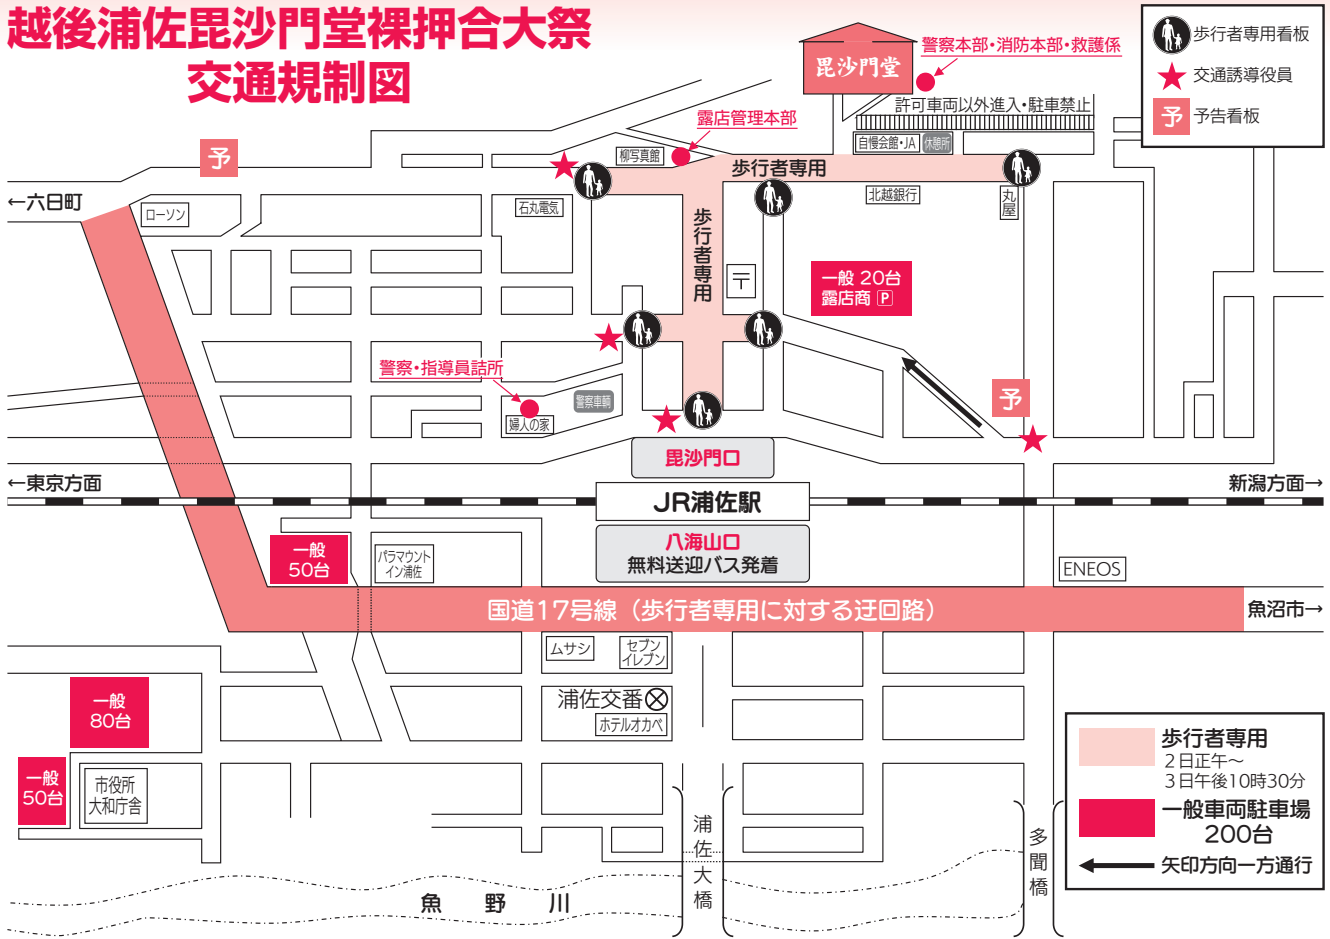 越後浦佐毘沙門堂裸押合大祭
交通規制図
歩行者専用看板
交通誘導役員
予
予告看板
毘沙門堂
警察本部・消防本部・救護係
許可車両以外進入・駐車禁止
露店管理本部
柳写真館
自慢会館・JA
休憩所
歩行者専用
予
←六日町
ローソン
石丸電気
北越銀行
丸屋
歩行者専用
〒
一般 20台
露店商 P
警察・指導員詰所
婦人の家
警察車輌
予
毘沙門口
←東京方面
新潟方面→
JR浦佐駅
八海山口
無料送迎バス発着
一般
50台
パラマウント
イン浦佐
ENEOS
国道17号線（歩行者専用に対する迂回路）
魚沼市→
ムサシ
セブン
イレブン
浦佐交番
ホテルオカベ
一般
80台
一般
50台
市役所
大和庁舎
浦佐大橋
多聞橋
魚野川
歩行者専用
2日正午～
3日午後10時30分
一般車両駐車場
200台
矢印方向一方通行